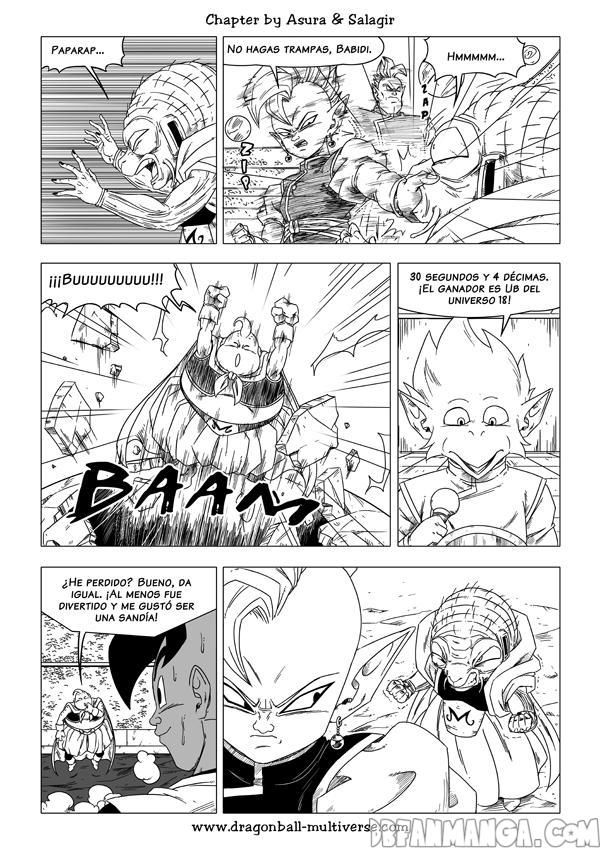 Chapter by Asura & Salagir
Paparap...
No hagas trampas, Babidi.
Hmmmmm...
ZAP
ZIP
¡¡¡Buuuuuuuuu!!!
30 segundos y 4 décimas.
¡El ganador es Ub del
universo 18!
BAAM
¿He perdido? Bueno, da
igual. ¡Al menos fue
divertido y me gustó ser
una sandía!
M
www.dragonball-multiverse.com
DBFANMANGA.COM